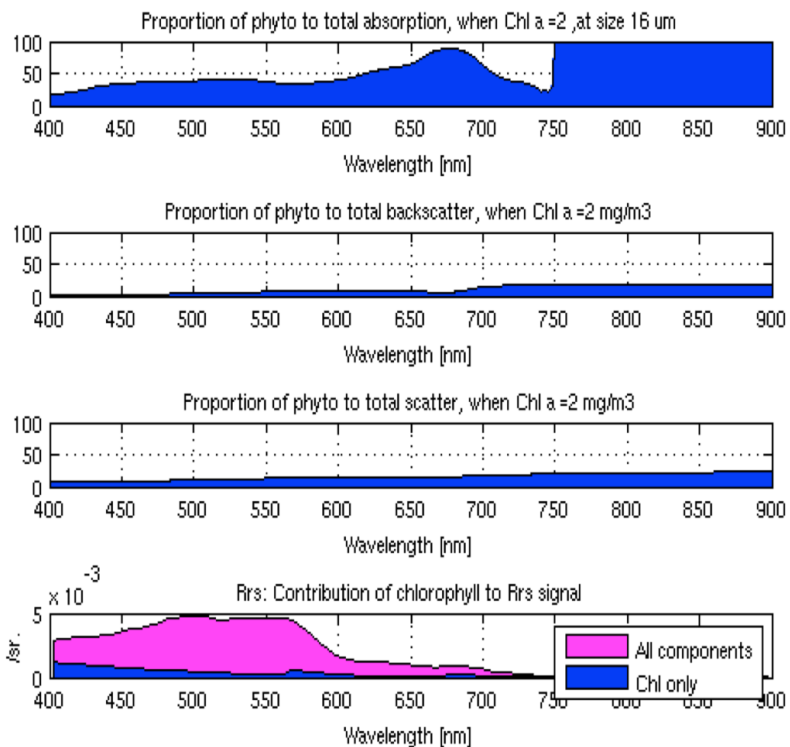 Proportion of phyto to total absorption, when Chl a =2 ,at size 16 um
100
50
0
400 450 500 550 600 650 700 750 800 850 900
Wavelength [nm]
Proportion of phyto to total backscatter, when Chl a =2 mg/m3
100
50
0
400 450 500 550 600 650 700 750 800 850 900
Wavelength [nm]
Proportion of phyto to total scatter, when Chl a =2 mg/m3
100
50
0
400 450 500 550 600 650 700 750 800 850 900
Wavelength [nm]
x 10 -3
Rrs: Contribution of chlorophyll to Rrs signal
5
/sr.
0
All components
Chl only
400 450 500 550 600 650 700 750 800 850 900
Wavelength [nm]